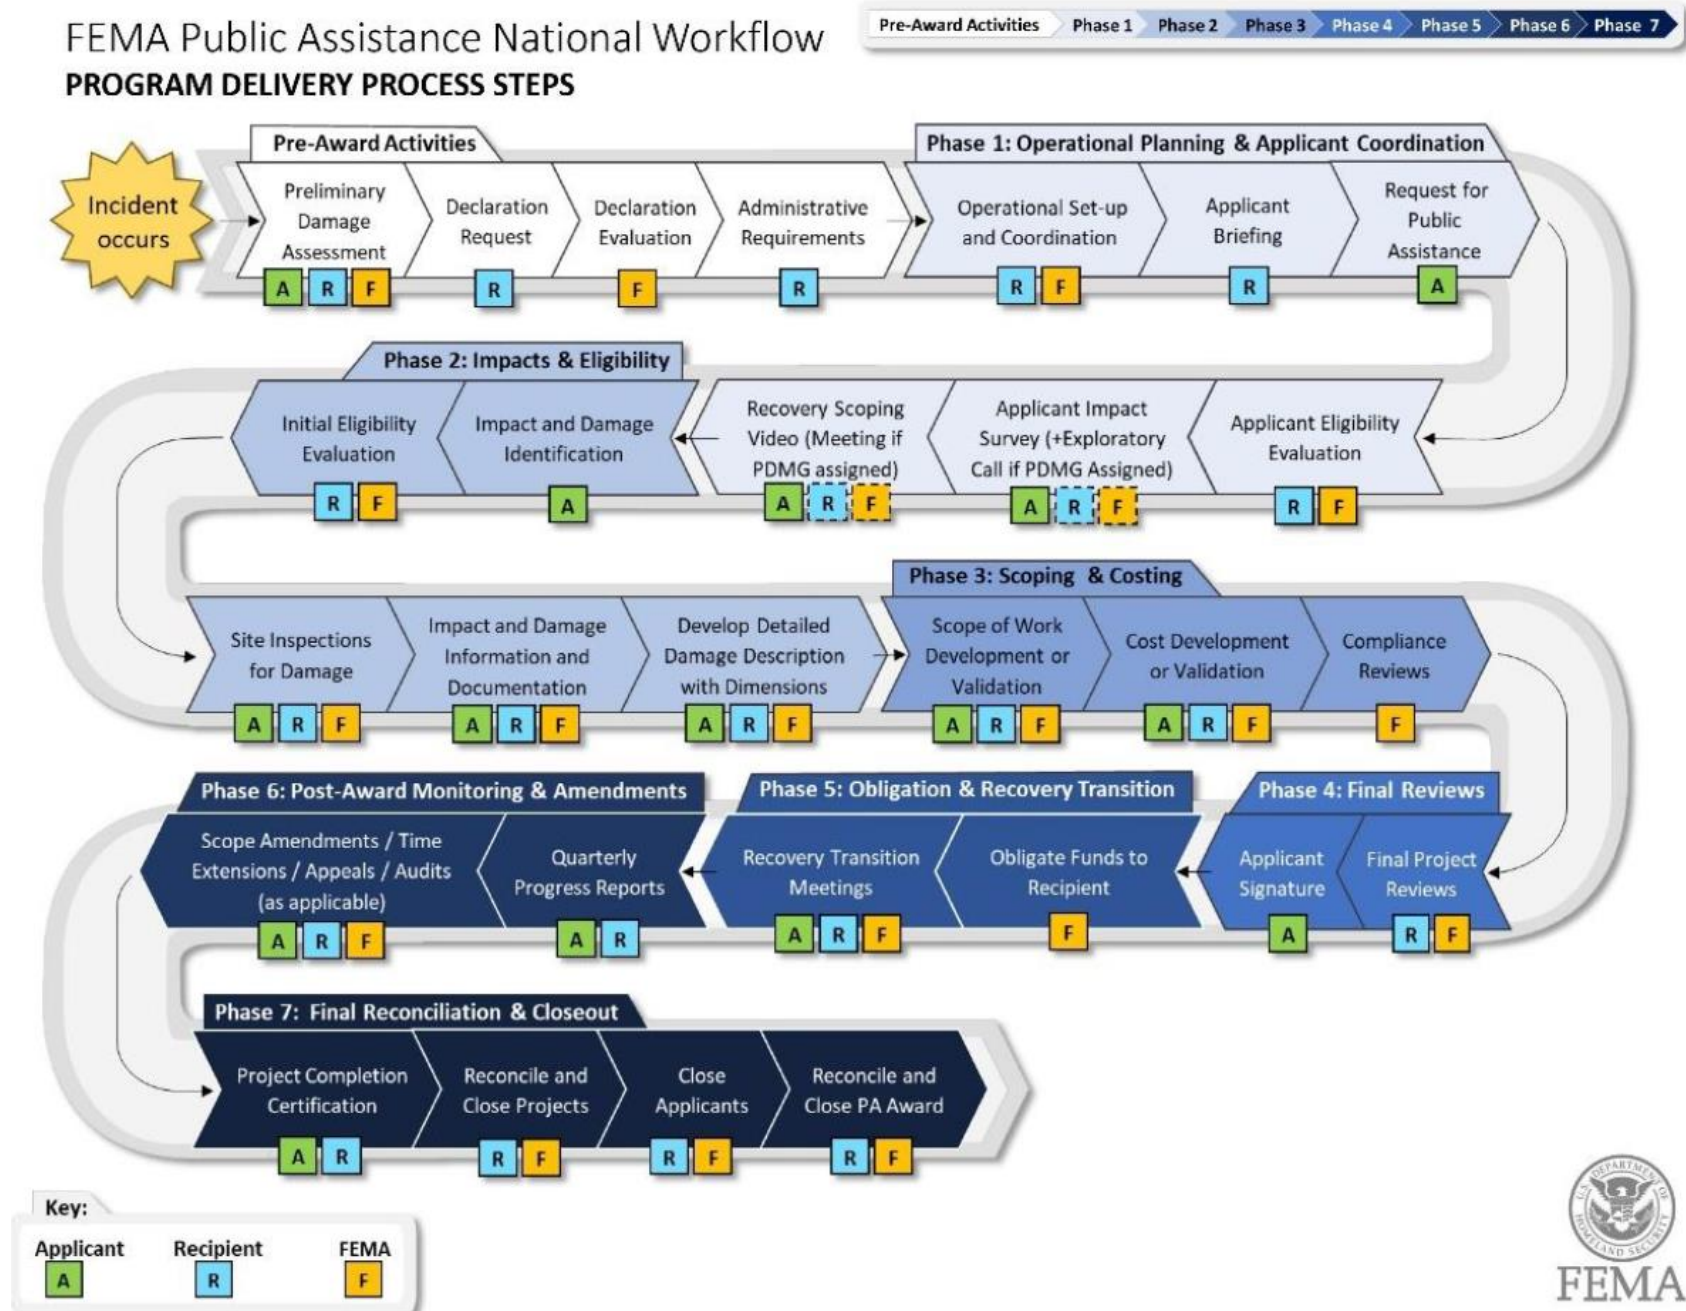 FEMA Public Assistance National Workflow
PROGRAM DELIVERY PROCESS STEPS
Pre-Award Activities Phase 1 Phase 2 Phase 3 Phase 4 Phase 5 Phase 6 Phase 7
Incident
occurs
Pre-Award Activities
Preliminary
Damage
Assessment
A R F
Declaration
Request
R
Declaration
Evaluation
F
Administrative
Requirements
R
Phase 1: Operational Planning & Applicant Coordination
Operational Set-up
and Coordination
R F
Applicant
Briefing
R
Request for
Public
Assistance
A
Applicant Eligibility
Evaluation
R F
Applicant Impact
Survey (+Exploratory
Call if PDMG Assigned)
A R F
Recovery Scoping
Video (Meeting if
PDMG assigned)
A R F
Phase 2: Impacts & Eligibility
Impact and Damage
Identification
A
Initial Eligibility
Evaluation
R F
Site Inspections
for Damage
A R F
Impact and Damage
Information and
Documentation
A R F
Develop Detailed
Damage Description
with Dimensions
A R F
Phase 3: Scoping & Costing
Scope of Work
Development or
Validation
A R F
Cost Development
or Validation
A R F
Compliance
Reviews
F
Phase 4: Final Reviews
Final Project
Reviews
R F
Applicant
Signature
A
Phase 5: Obligation & Recovery Transition
Obligate Funds to
Recipient
F
Recovery Transition
Meetings
A R F
Phase 6: Post-Award Monitoring & Amendments
Quarterly
Progress Reports
A R
Scope Amendments / Time
Extensions / Appeals / Audits
(as applicable)
A R F
Phase 7: Final Reconciliation & Closeout
Project Completion
Certification
A R
Reconcile and
Close Projects
R F
Close
Applicants
R F
Reconcile and
Close PA Award
R F
Key:
Applicant Recipient FEMA
A R F
U.S. DEPARTMENT OF
HOMELAND SECURITY
FEMA